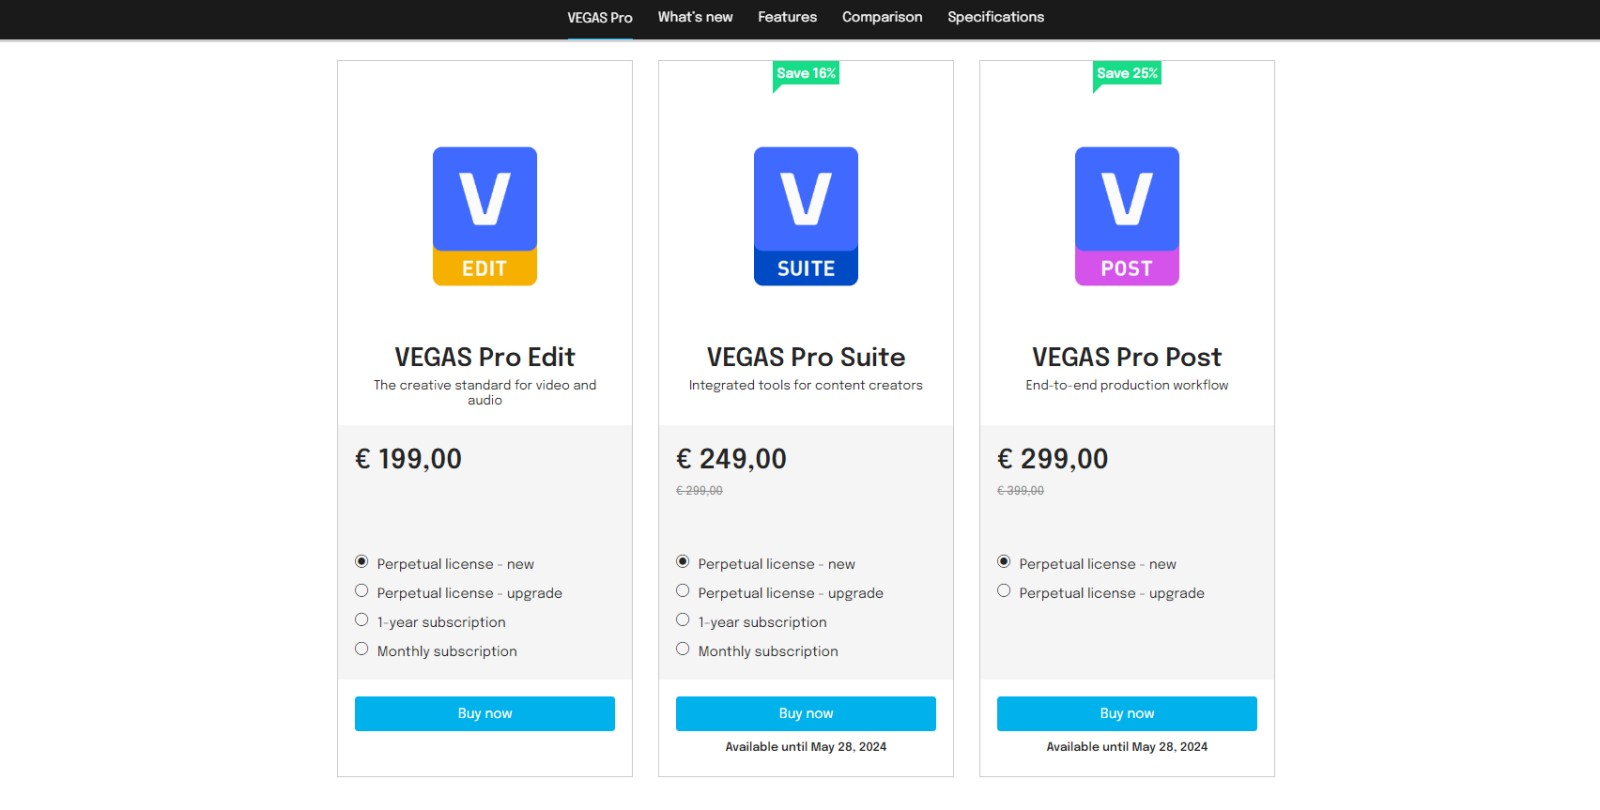 VEGAS Pro What's new Features Comparison Specifications
V
EDIT
VEGAS Pro Edit
The creative standard for video and
audio
€ 199,00
Perpetual license - new
Perpetual license - upgrade
1-year subscription
Monthly subscription
Buy now
Save 16%
V
SUITE
VEGAS Pro Suite
Integrated tools for content creators
€ 249,00
€ 299,00
Perpetual license - new
Perpetual license - upgrade
1-year subscription
Monthly subscription
Buy now
Available until May 28, 2024
Save 25%
V
POST
VEGAS Pro Post
End-to-end production workflow
€ 299,00
€ 399,00
Perpetual license - new
Perpetual license - upgrade
Buy now
Available until May 28, 2024